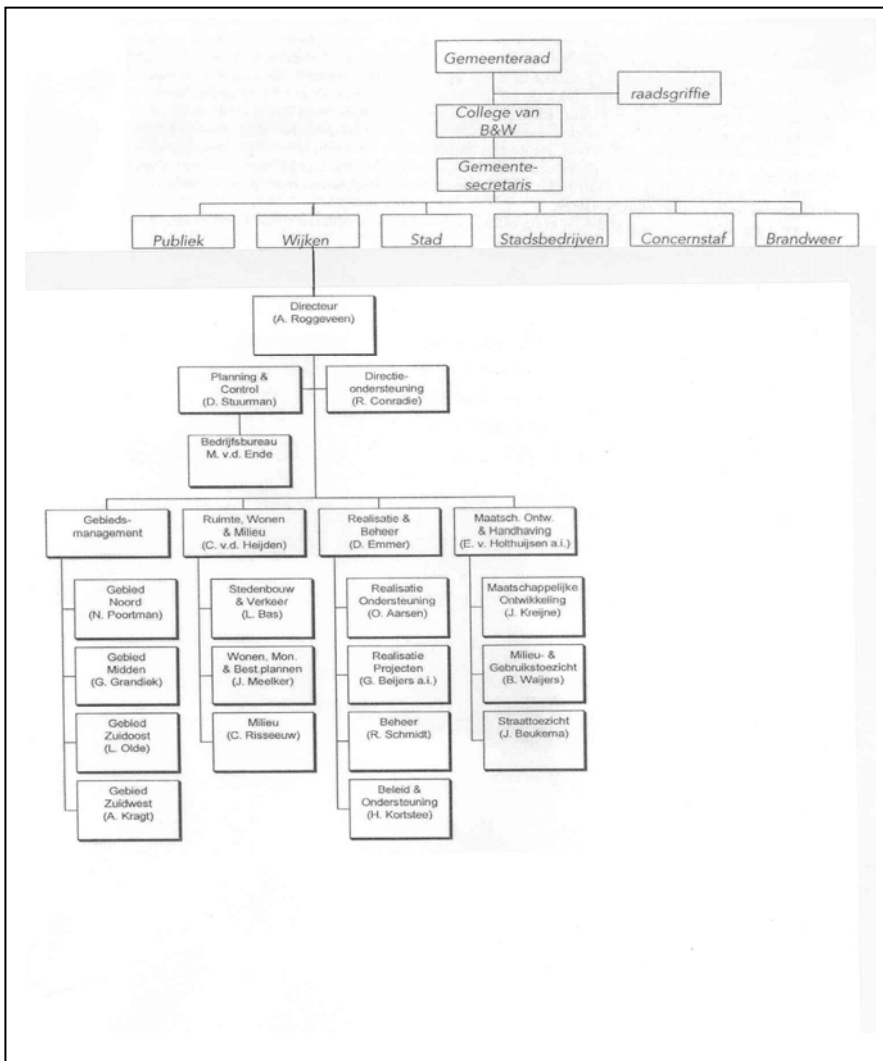 Gemeenteraad
raadsgriffie
College van
B&W
Gemeente-
secretaris
Publiek
Wijken
Stad
Stadsbedrijven
Concernstaf
Brandweer
Directeur
(A. Roggeveen)
Planning &
Control
(D. Stuurman)
Directie-
ondersteuning
(R. Conradie)
Bedrijfsbureau
M. v.d. Ende
Gebieds-
management
Ruimte, Wonen
& Milieu
(C. v.d. Heijden)
Realisatie &
Beheer
(D. Emmer)
Maatsch. Ontw.
& Handhaving
(E. v. Holthuijsen a.i.)
Gebied
Noord
(N. Poortman)
Gebied
Midden
(G. Grandiek)
Gebied
Zuidoost
(L. Olde)
Gebied
Zuidwest
(A. Kragt)
Stedenbouw
& Verkeer
(L. Bas)
Wonen, Mon.
& Best.plannen
(J. Meelker)
Milieu
(C. Risseeuw)
Realisatie
Ondersteuning
(O. Aarsen)
Realisatie
Projecten
(G. Beijers a.i.)
Beheer
(R. Schmidt)
Beleid &
Ondersteuning
(H. Kortstee)
Maatschappelijke
Ontwikkeling
(J. Kreijne)
Milieu- &
Gebruikstoezicht
(B. Waijers)
Straattoezicht
(J. Beukema)